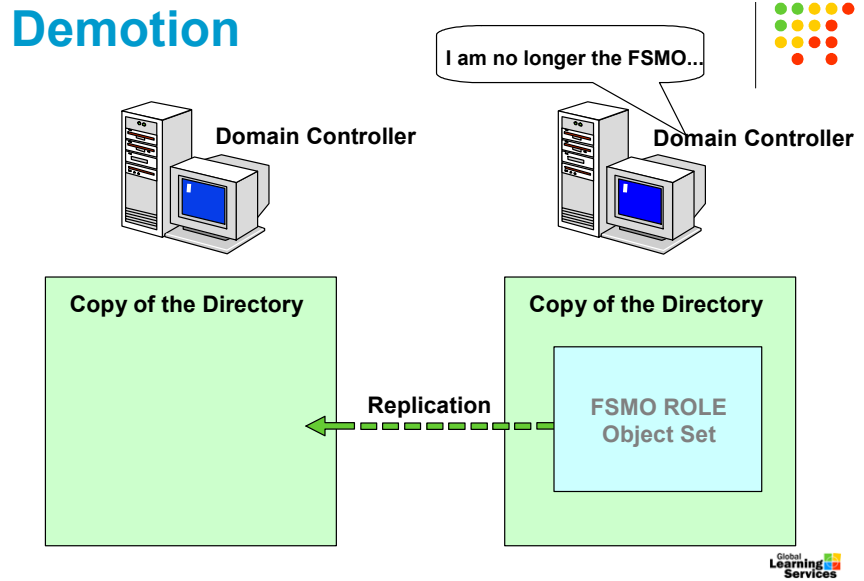 Demotion
I am no longer the FSMO...
Domain Controller
Domain Controller
Copy of the Directory
Copy of the Directory
Replication
FSMO ROLE
Object Set
Global
Learning
Services